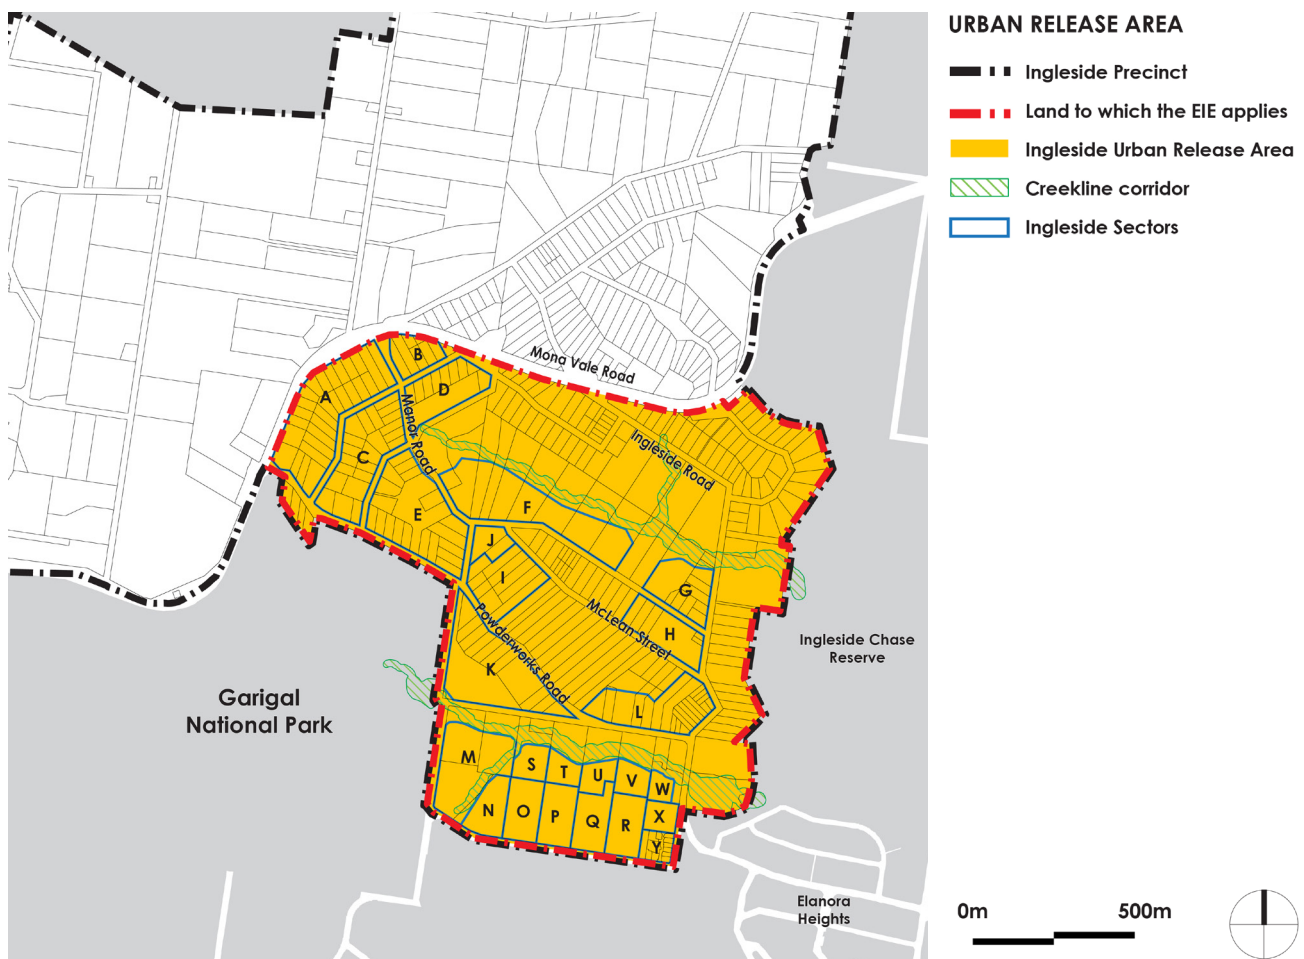 URBAN RELEASE AREA
Ingleside Precinct
Land to which the EIE applies
Ingleside Urban Release Area
Creekline corridor
Ingleside Sectors
Mona Vale Road
B
D
A
Manor Road
Ingleside Road
C
E
F
J
I
G
McLean Street
H
Powderworks Road
K
L
Ingleside Chase
Reserve
Garigal
National Park
M
S
T
U
V
W
N
O
P
Q
R
X
Y
Elanora
Heights
0m
500m